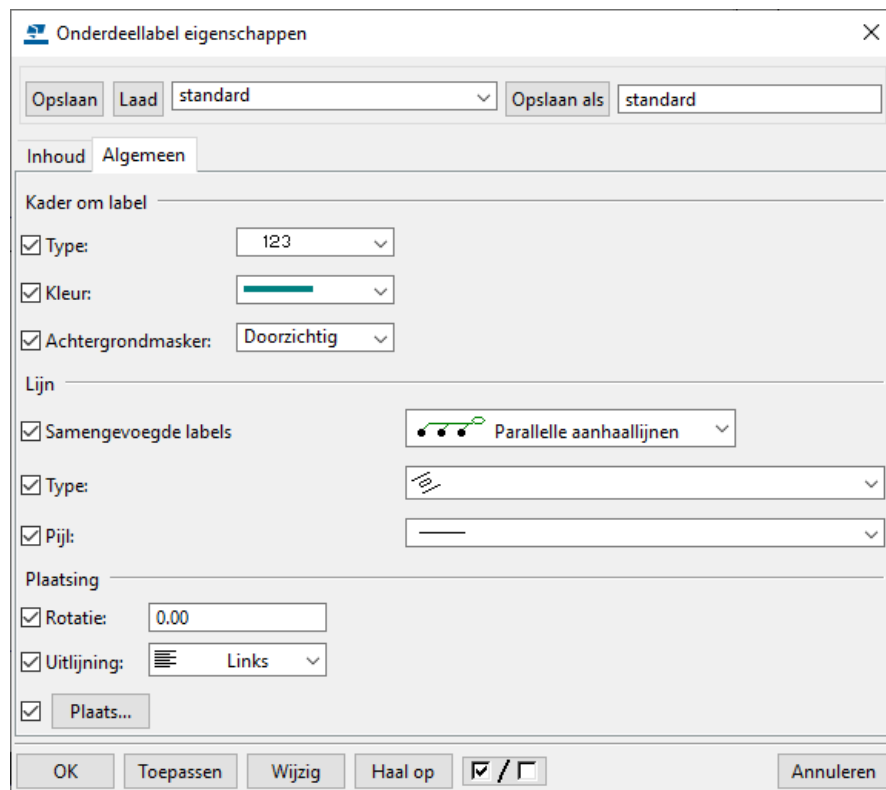 Onderdeellabel eigenschappen
Opslaan Laad standard Opslaan als standard
Inhoud Algemeen
Kader om label
Type: 123
Kleur:
Achtergrondmasker: Doorzichtig
Lijn
Samengevoegde labels Parallelle aanhaallijnen
Type:
Pijl:
Plaatsing
Rotatie: 0.00
Uitlijning: Links
Plaats...
OK Toepassen Wijzig Haal op / Annuleren